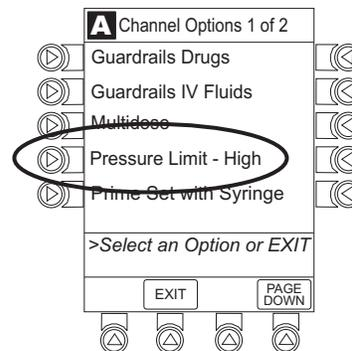 A Channel Options 1 of 2
Guardrails Drugs
Guardrails IV Fluids
Multidose
Pressure Limit - High
Prime Set with Syringe
>Select an Option or EXIT
EXIT
PAGE
DOWN